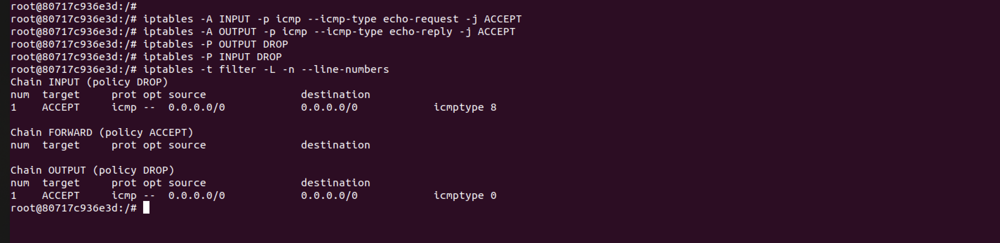 root@80717c936e3d:/#
root@80717c936e3d:/# iptables -A INPUT -p icmp --icmp-type echo-request -j ACCEPT
root@80717c936e3d:/# iptables -A OUTPUT -p icmp --icmp-type echo-reply -j ACCEPT
root@80717c936e3d:/# iptables -P OUTPUT DROP
root@80717c936e3d:/# iptables -P INPUT DROP
root@80717c936e3d:/# iptables -t filter -L -n --line-numbers
Chain INPUT (policy DROP)
num  target     prot opt source               destination
1    ACCEPT     icmp --  0.0.0.0/0            0.0.0.0/0            icmptype 8

Chain FORWARD (policy ACCEPT)
num  target     prot opt source               destination

Chain OUTPUT (policy DROP)
num  target     prot opt source               destination
1    ACCEPT     icmp --  0.0.0.0/0            0.0.0.0/0            icmptype 0
root@80717c936e3d:/#